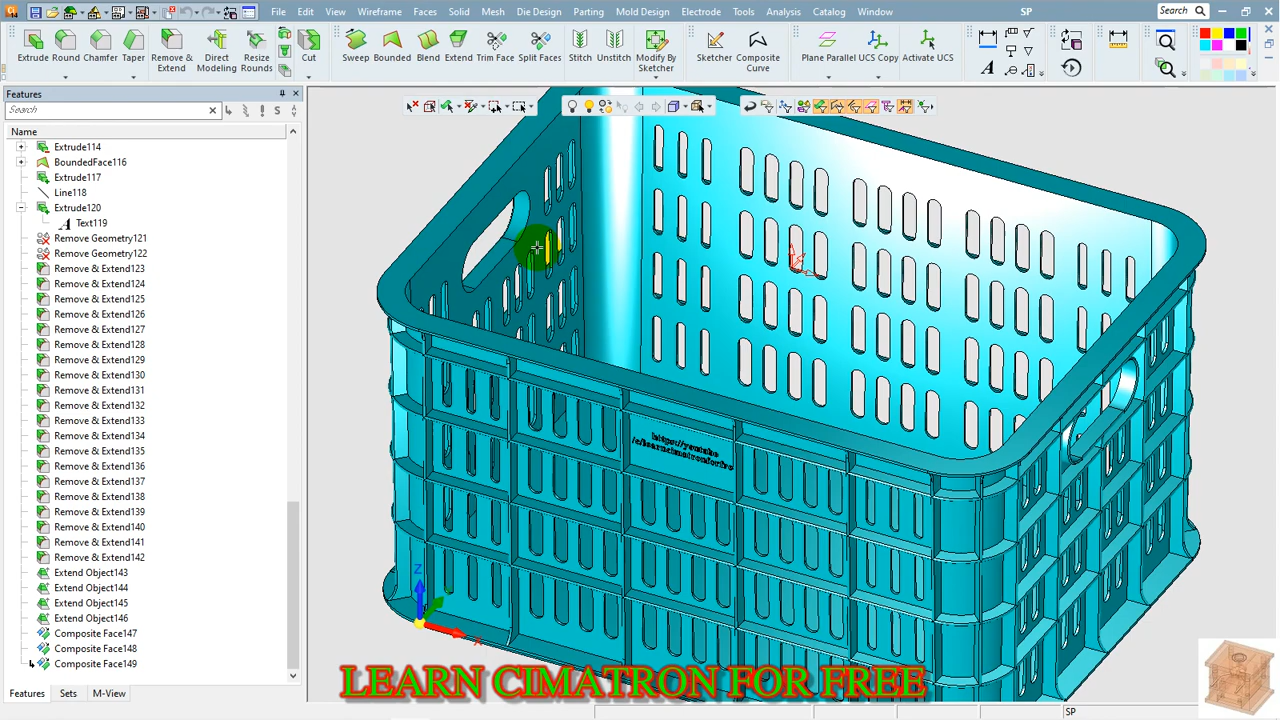 File Edit View Wireframe Faces Solid Mesh Die Design Parting Mold Design Electrode Tools Analysis Catalog Window SP Search
Extrude Round Chamfer Taper Remove & Extend Direct Modeling Resize Rounds Cut Sweep Bounded Blend Extend Trim Face Split Faces Stitch Unstitch Modify By Sketcher Sketcher Composite Curve Plane Parallel UCS Copy Activate UCS
Features
Search
Name
Extrude114
BoundedFace116
Extrude117
Line118
Extrude120
Text119
Remove Geometry121
Remove Geometry122
Remove & Extend123
Remove & Extend124
Remove & Extend125
Remove & Extend126
Remove & Extend127
Remove & Extend128
Remove & Extend129
Remove & Extend130
Remove & Extend131
Remove & Extend132
Remove & Extend133
Remove & Extend134
Remove & Extend135
Remove & Extend136
Remove & Extend137
Remove & Extend138
Remove & Extend139
Remove & Extend140
Remove & Extend141
Remove & Extend142
Extend Object143
Extend Object144
Extend Object145
Extend Object146
Composite Face147
Composite Face148
Composite Face149
https://youtube
/c/learncimatronforfre
Z
X
LEARN CIMATRON FOR FREE
Features Sets M-View
SP